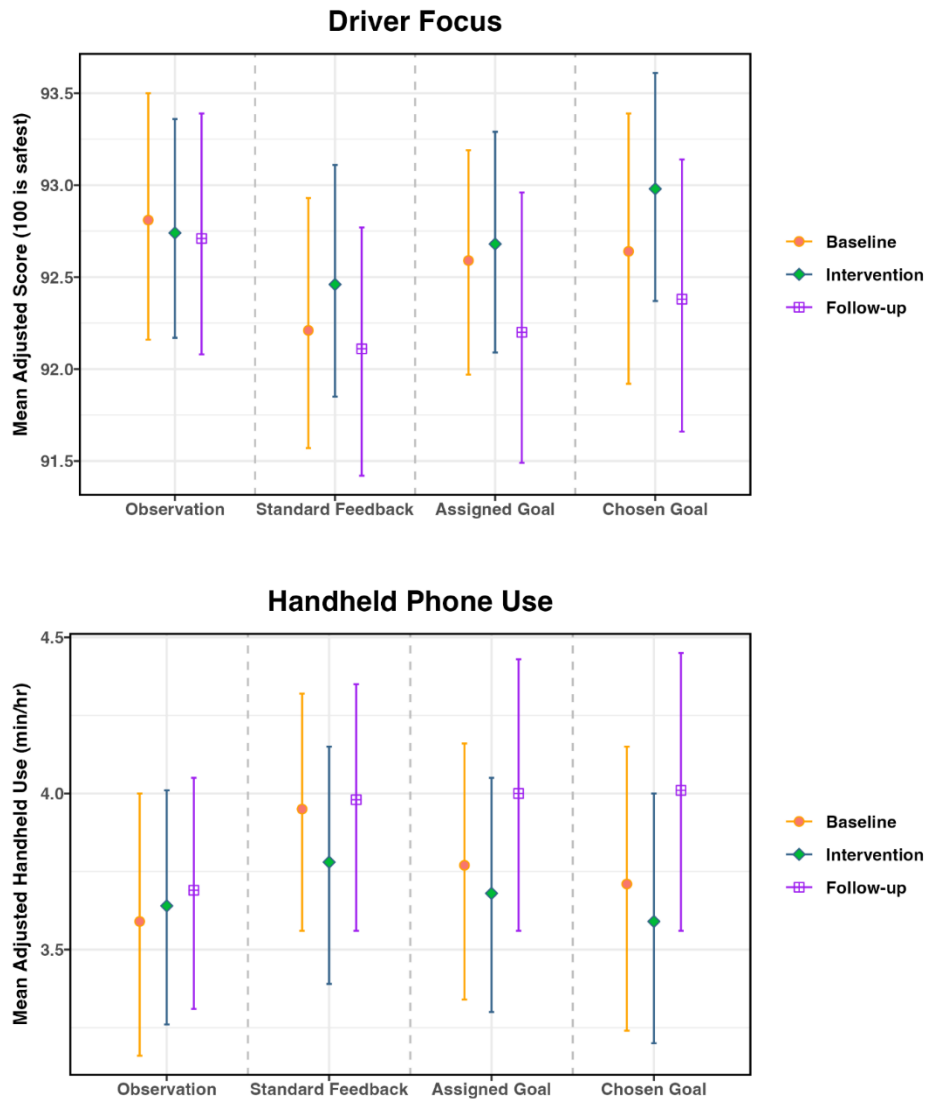 Driver Focus
Mean Adjusted Score (100 is safest)
93.5
93.0
92.5
92.0
91.5
Observation
Standard Feedback
Assigned Goal
Chosen Goal
Baseline
Intervention
Follow-up
Handheld Phone Use
Mean Adjusted Handheld Use (min/hr)
4.5
4.0
3.5
Observation
Standard Feedback
Assigned Goal
Chosen Goal
Baseline
Intervention
Follow-up